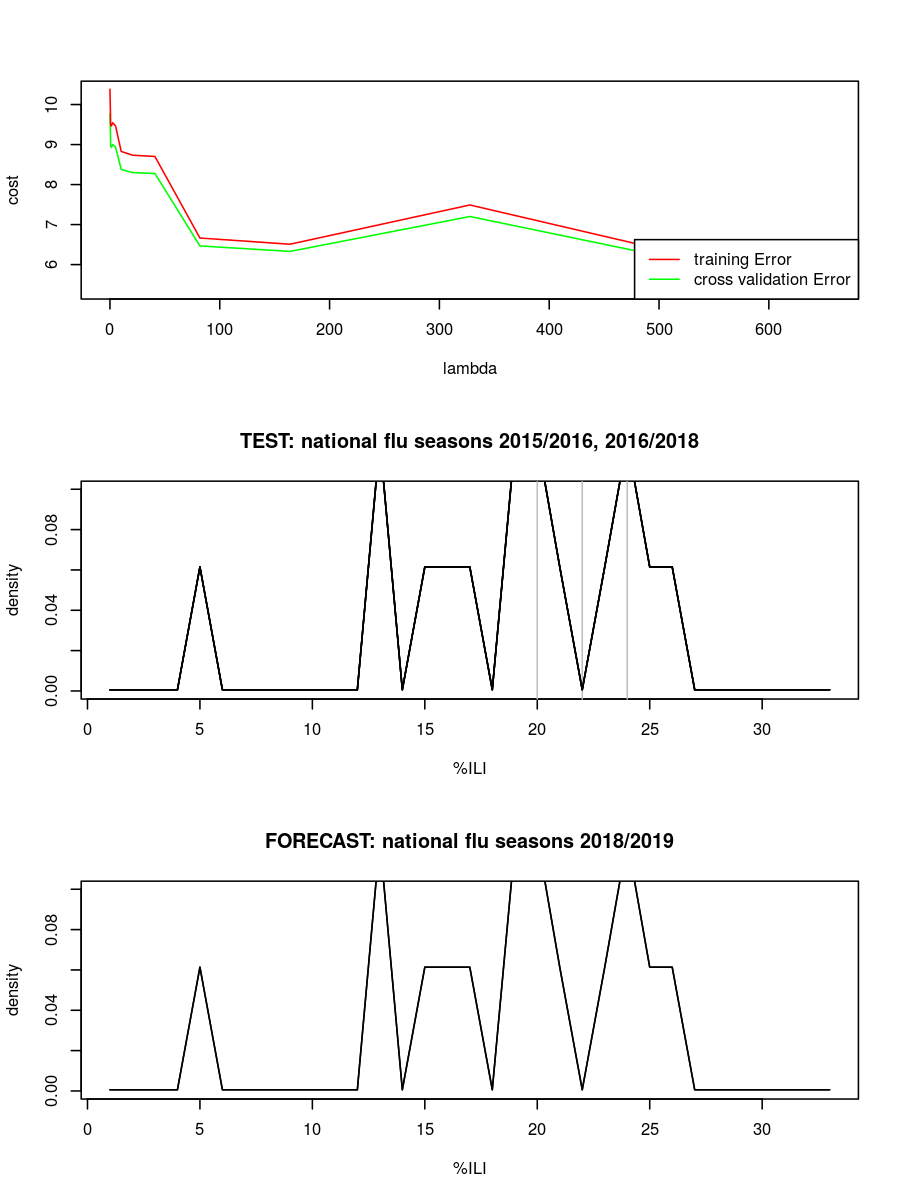 cost
10
9
8
7
6
training Error
cross validation Error
0 100 200 300 400 500 600
lambda
TEST: national flu seasons 2015/2016, 2016/2018
density
0.08
0.04
0.00
0 5 10 15 20 25 30
%ILI
FORECAST: national flu seasons 2018/2019
density
0.08
0.04
0.00
0 5 10 15 20 25 30
%ILI